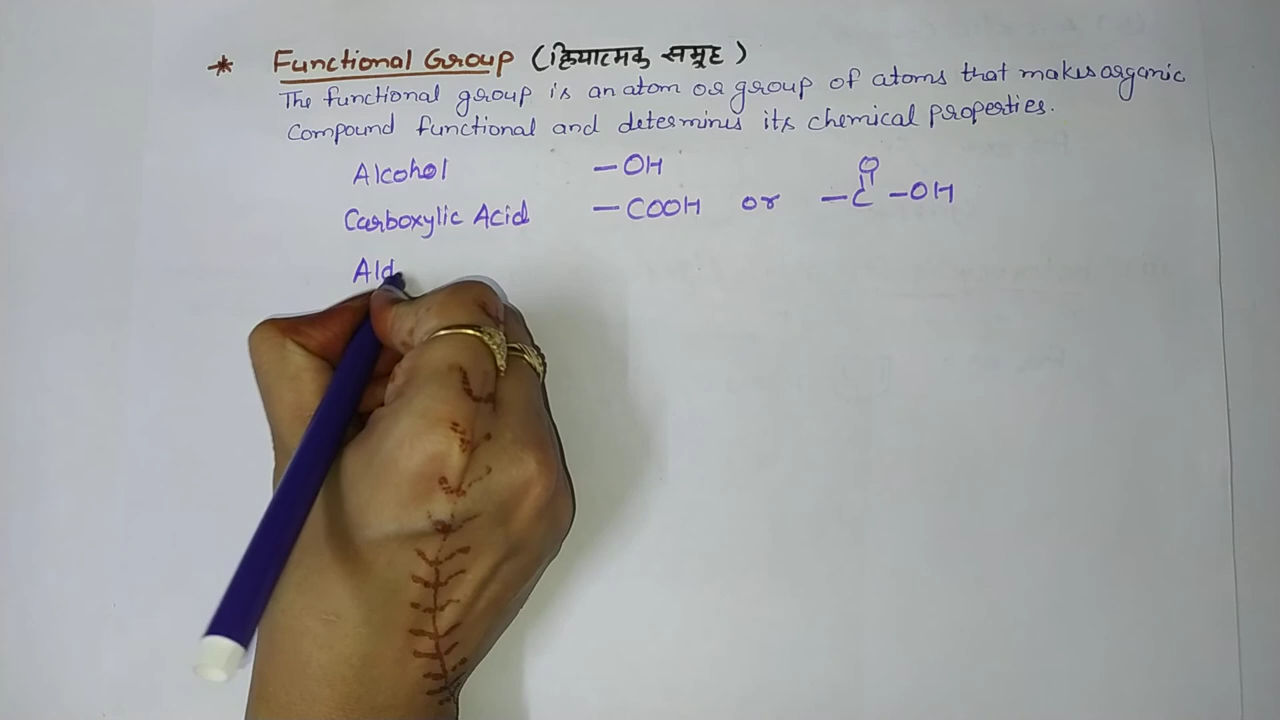 * Functional Group (क्रियात्मक समूह)
The functional group is an atom or group of atoms that makes organic
compound functional and determines its chemical properties.
Alcohol —OH
Carboxylic Acid —COOH or —C(=O)—OH
Ald